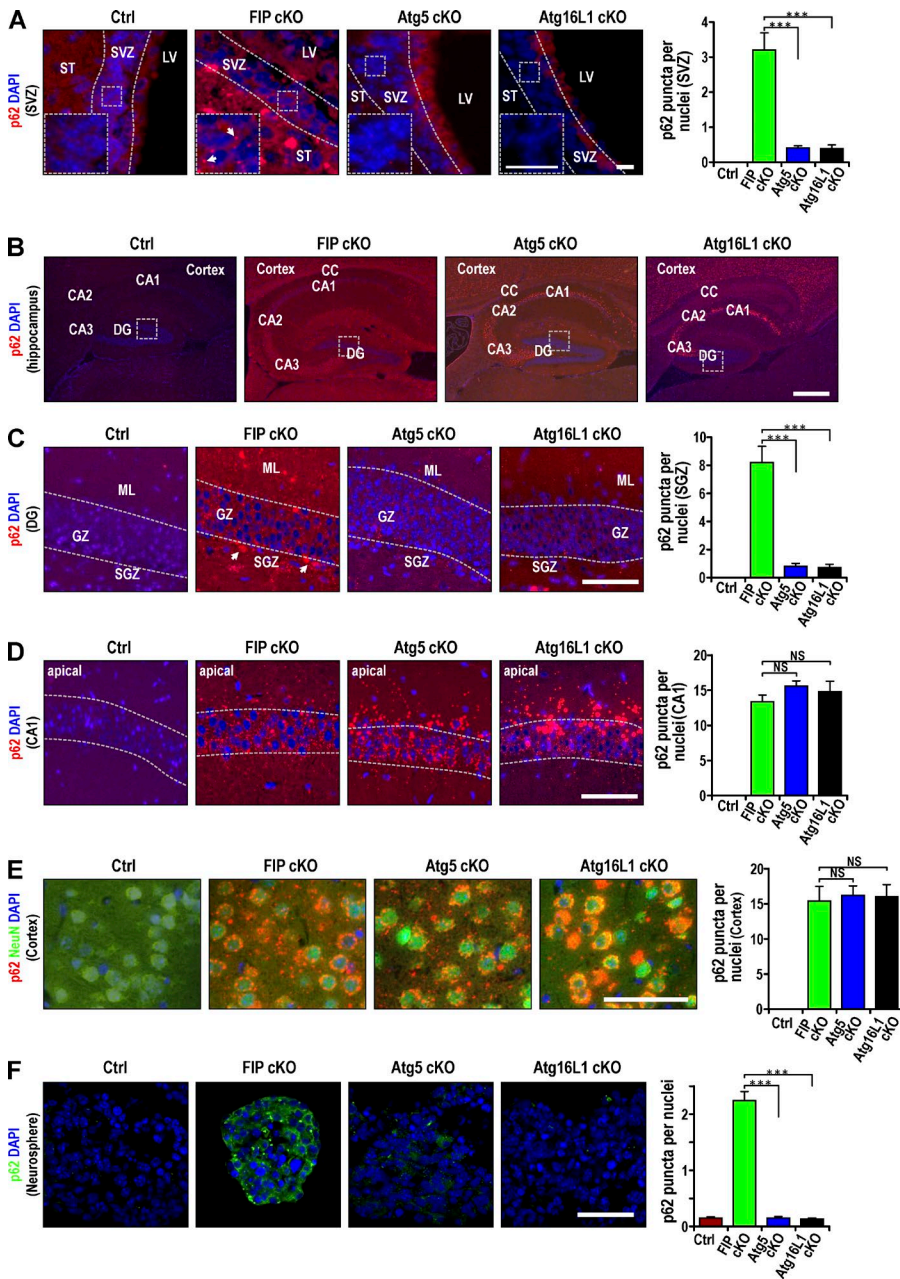 A
Ctrl
FIP cKO
Atg5 cKO
Atg16L1 cKO
p62 DAPI
(SVZ)
ST
SVZ
LV
SVZ
LV
ST
ST
SVZ
LV
ST
LV
SVZ
p62 puncta per
nuclei (SVZ)
4
3
2
1
0
***
***
Ctrl
FIP
cKO
Atg5
cKO
Atg16L1
cKO
B
Ctrl
FIP cKO
Atg5 cKO
Atg16L1 cKO
p62 DAPI
(hippocampus)
Cortex
CA1
CA2
CA3
DG
Cortex
CC
CA1
CA2
DG
CA3
Cortex
CC
CA1
CA2
CA3
DG
Cortex
CC
CA1
CA2
CA3
DG
C
Ctrl
FIP cKO
Atg5 cKO
Atg16L1 cKO
p62 DAPI
(DG)
ML
GZ
SGZ
ML
GZ
SGZ
ML
GZ
SGZ
ML
GZ
SGZ
p62 puncta per
nuclei (SGZ)
10
8
6
4
2
0
***
***
Ctrl
FIP
cKO
Atg5
cKO
Atg16L1
cKO
D
Ctrl
FIP cKO
Atg5 cKO
Atg16L1 cKO
p62 DAPI
(CA1)
apical
apical
apical
apical
p62 puncta per
nuclei (CA1)
20
15
10
5
0
NS
NS
Ctrl
FIP
cKO
Atg5
cKO
Atg16L1
cKO
E
Ctrl
FIP cKO
Atg5 cKO
Atg16L1 cKO
p62 NeuN DAPI
(Cortex)
p62 puncta per
nuclei (Cortex)
20
15
10
5
0
NS
NS
Ctrl
FIP
cKO
Atg5
cKO
Atg16L1
cKO
F
Ctrl
FIP cKO
Atg5 cKO
Atg16L1 cKO
p62 DAPI
(Neurosphere)
p62 puncta per nuclei
2
2
1
1
0
***
***
Ctrl
FIP
cKO
Atg5
cKO
Atg16L1
cKO